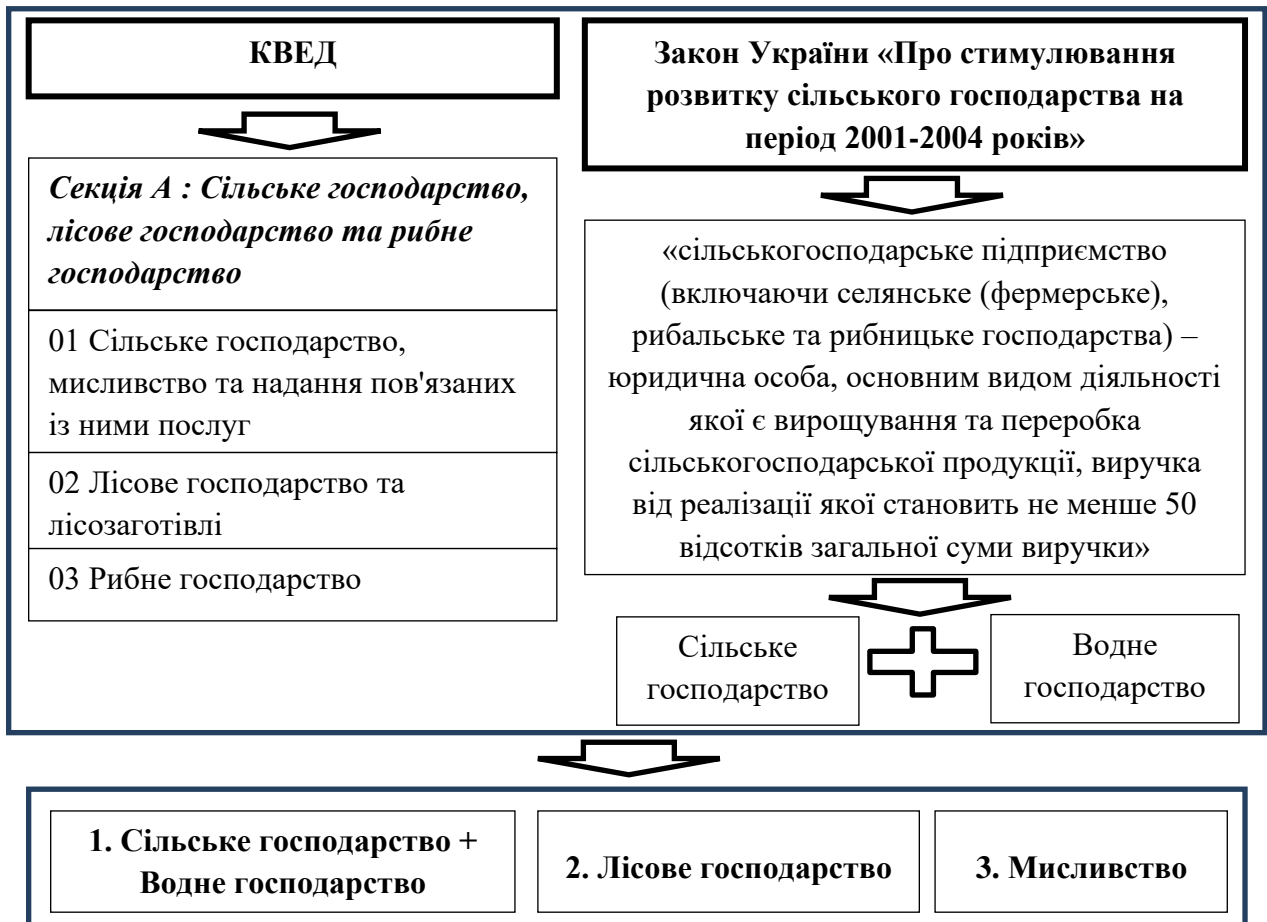 КВЕД
Секція А : Сільське господарство,
лісове господарство та рибне
господарство
01 Сільське господарство,
мисливство та надання пов'язаних
із ними послуг
02 Лісове господарство та
лісозаготівлі
03 Рибне господарство
Закон України «Про стимулювання
розвитку сільського господарства на
період 2001-2004 років»
«сільськогосподарське підприємство
(включаючи селянське (фермерське),
рибальське та рибницьке господарства) –
юридична особа, основним видом діяльності
якої є вирощування та переробка
сільськогосподарської продукції, виручка
від реалізації якої становить не менше 50
відсотків загальної суми виручки»
Сільське
господарство
Водне
господарство
1. Сільське господарство +
Водне господарство
2. Лісове господарство
3. Мисливство